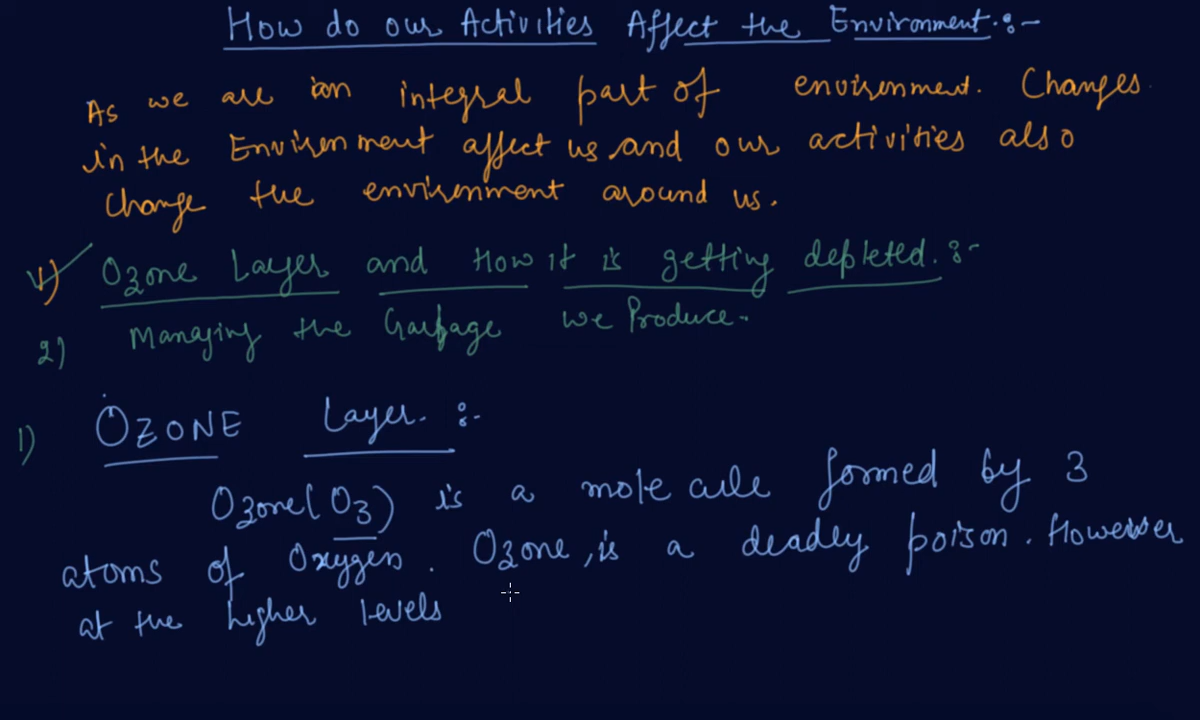 How do our Activities Affect the Environment.:-
As we are an integral part of environment. Changes
in the Environment affect us and our activities also
change the environment around us.
1) Ozone Layer and How it is getting depleted.:-
2) Managing the Garbage we Produce.
1) OZONE Layer.:-
Ozone (O3) is a molecule formed by 3
atoms of Oxygen. Ozone, is a deadly poison. However
at the higher levels